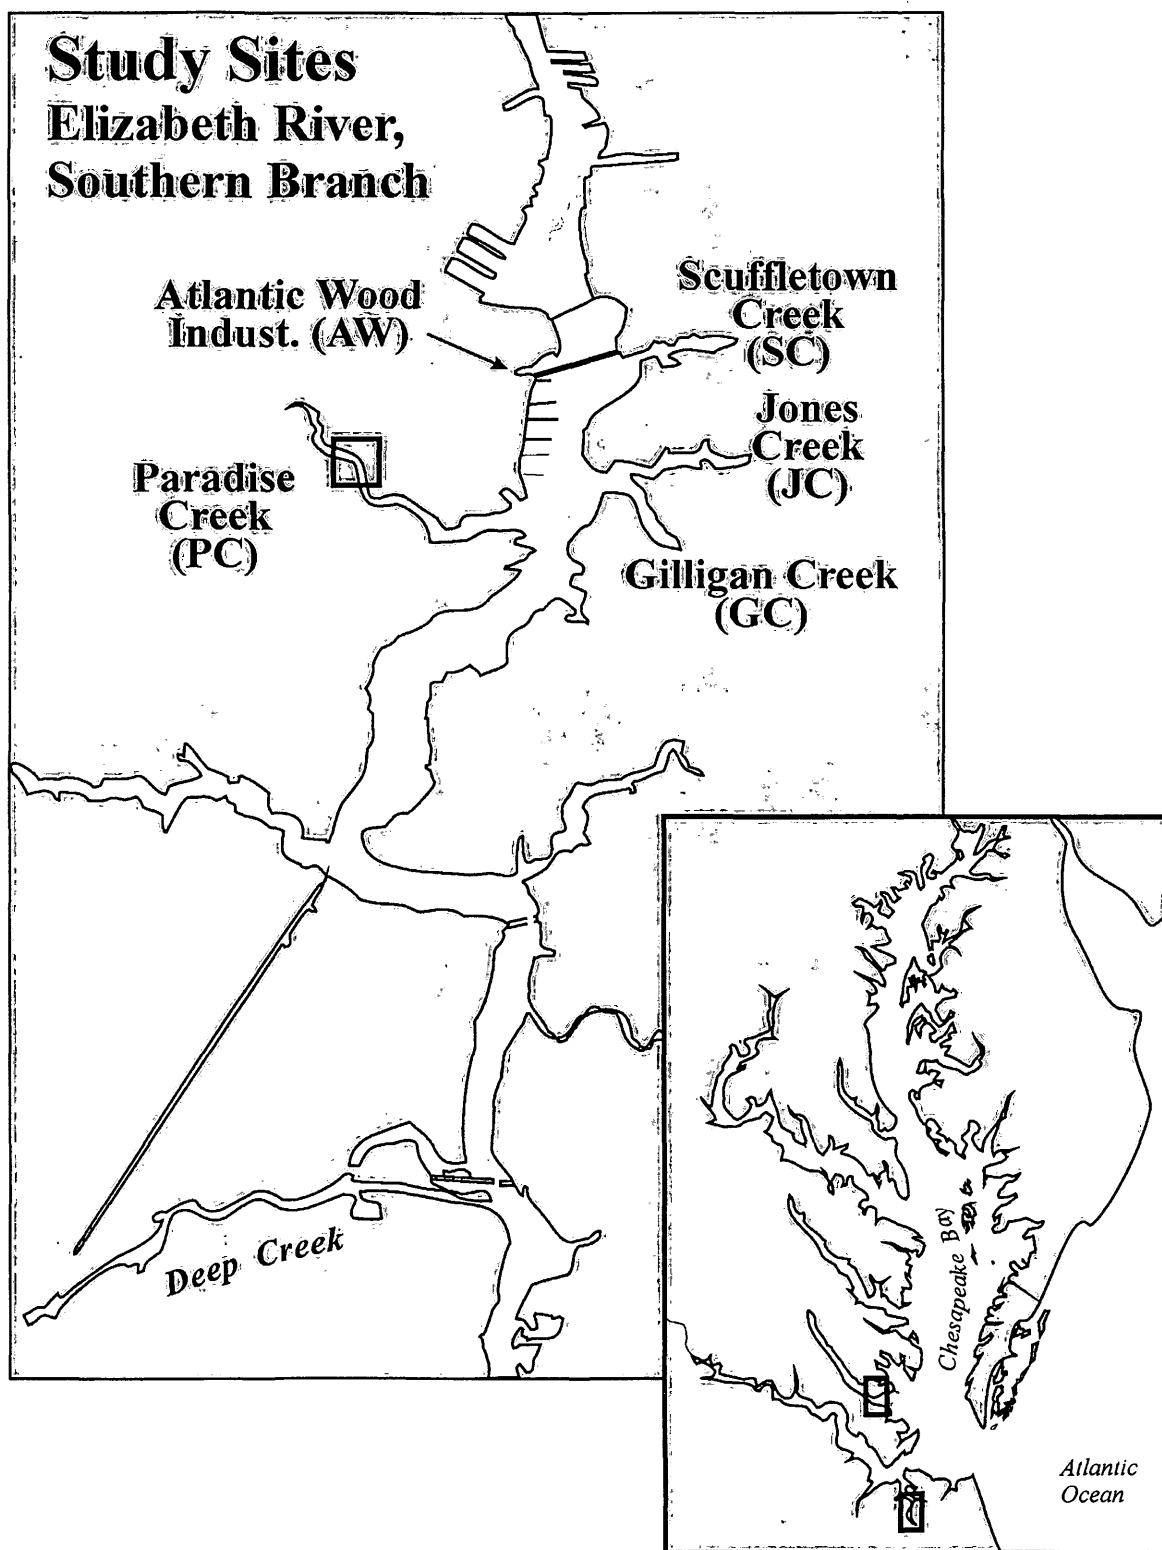 Study Sites
Elizabeth River,
Southern Branch
Atlantic Wood
Indust. (AW)
Scuffletown
Creek
(SC)
Jones
Creek
(JC)
Paradise
Creek
(PC)
Gilligan Creek
(GC)
Deep Creek
Chesapeake Bay
Atlantic
Ocean